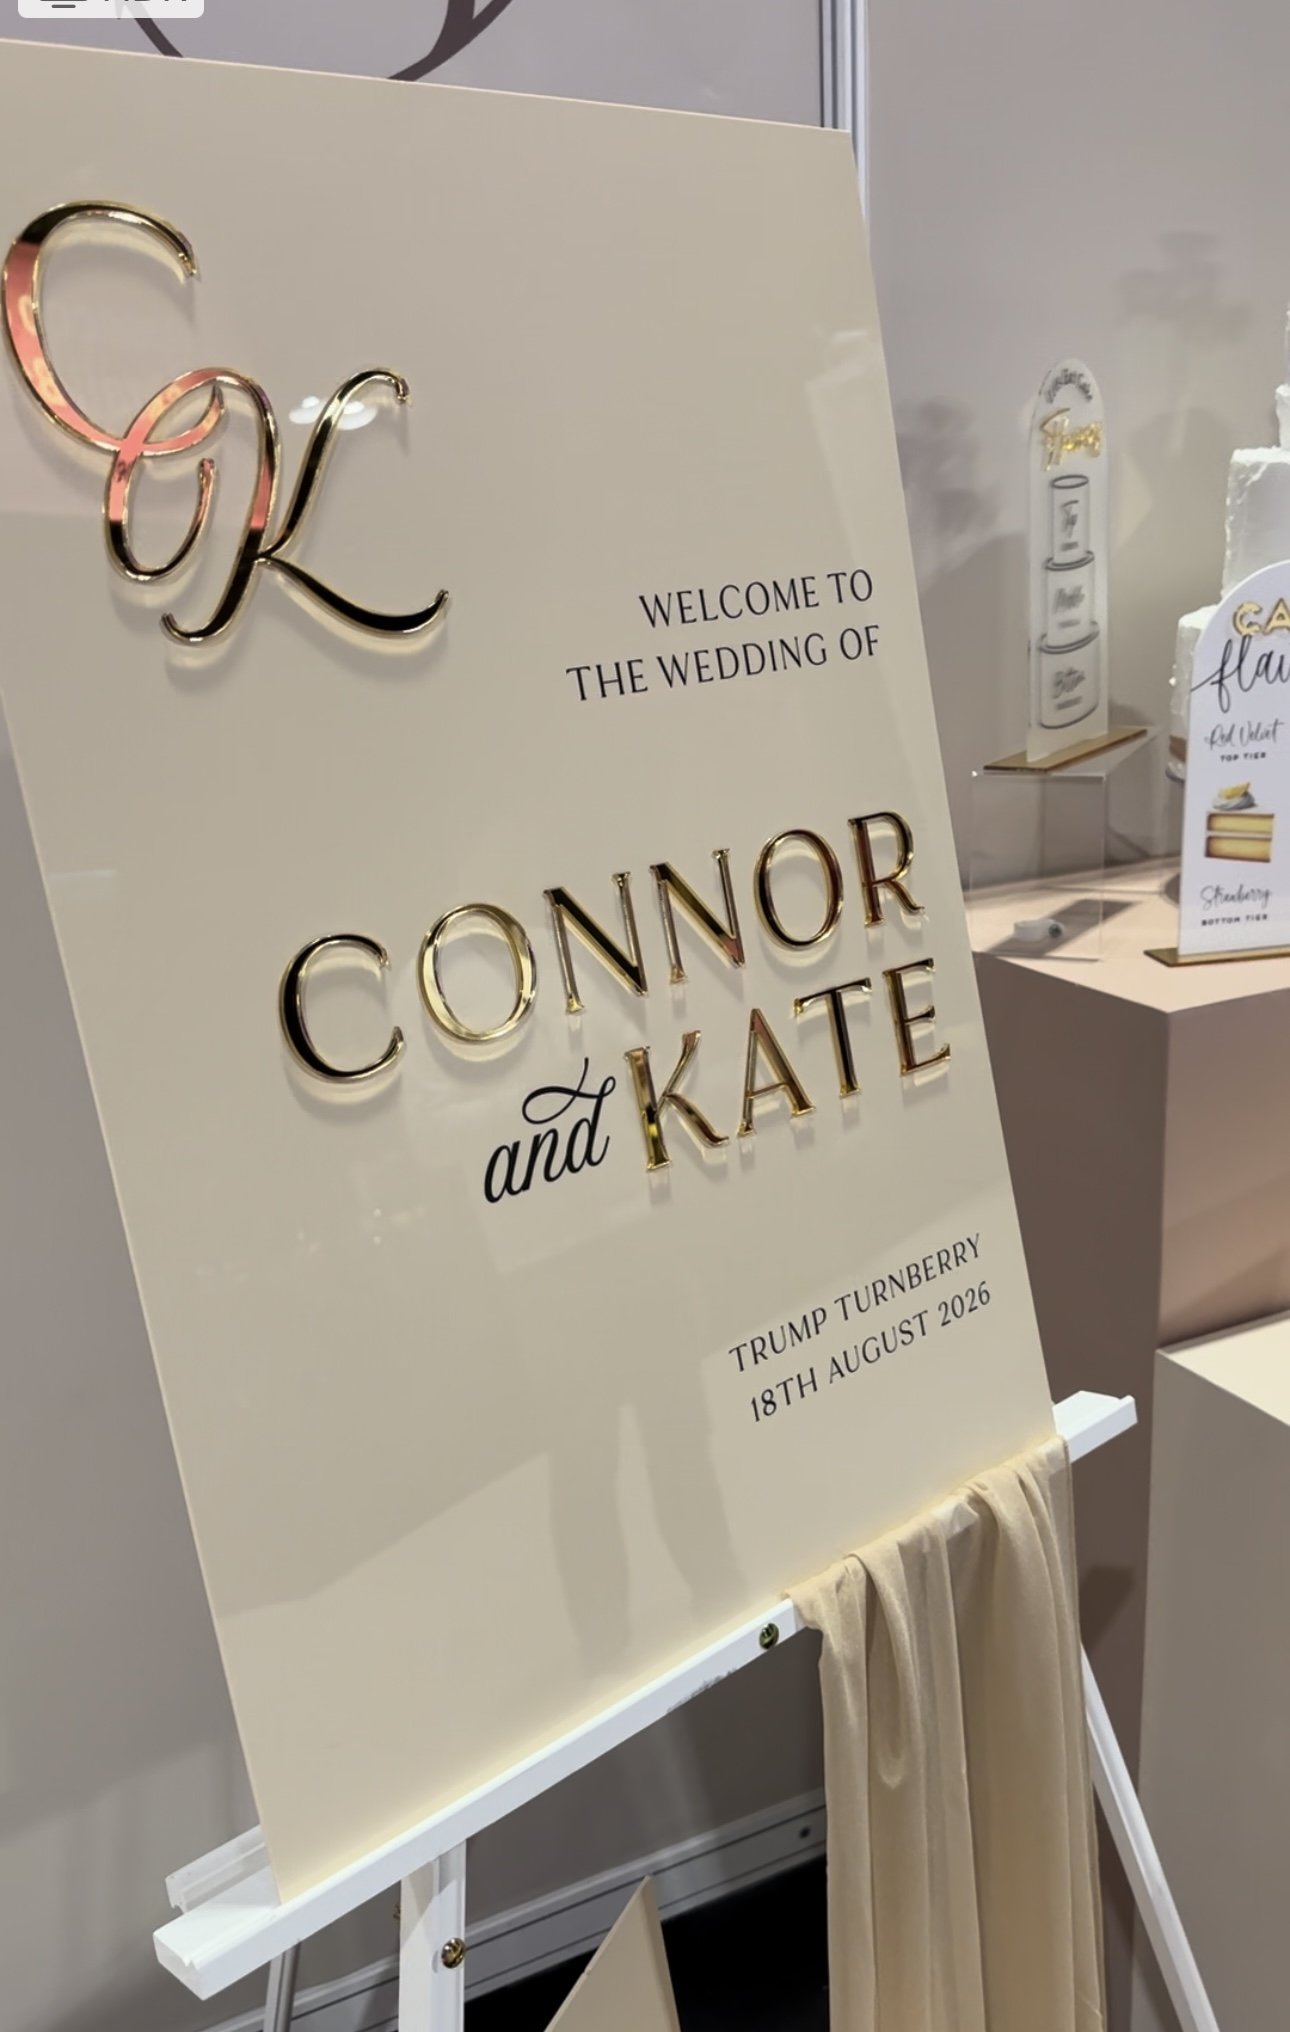 CK
WELCOME TO
THE WEDDING OF
CONNOR
and KATE
TRUMP TURNBERRY
18TH AUGUST 2026
Red Velvet
TOP TIER
Strawberry
BOTTOM TIER